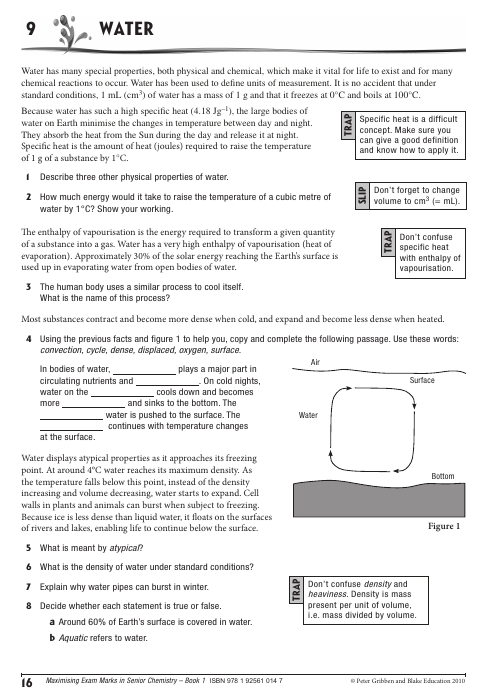 9 WATER
Water has many special properties, both physical and chemical, which make it vital for life to exist and for many
chemical reactions to occur. Water has been used to define units of measurement. It is no accident that under
standard conditions, 1 mL (cm³) of water has a mass of 1 g and that it freezes at 0°C and boils at 100°C.
Because water has such a high specific heat (4.18 Jg⁻¹), the large bodies of
water on Earth minimise the changes in temperature between day and night.
They absorb the heat from the Sun during the day and release it at night.
Specific heat is the amount of heat (joules) required to raise the temperature
of 1 g of a substance by 1°C.
TRAP
Specific heat is a difficult
concept. Make sure you
can give a good definition
and know how to apply it.
1 Describe three other physical properties of water.
2 How much energy would it take to raise the temperature of a cubic metre of
water by 1°C? Show your working.
SLIP
Don't forget to change
volume to cm³ (= mL).
The enthalpy of vapourisation is the energy required to transform a given quantity
of a substance into a gas. Water has a very high enthalpy of vapourisation (heat of
evaporation). Approximately 30% of the solar energy reaching the Earth's surface is
used up in evaporating water from open bodies of water.
TRAP
Don't confuse
specific heat
with enthalpy of
vapourisation.
3 The human body uses a similar process to cool itself.
What is the name of this process?
Most substances contract and become more dense when cold, and expand and become less dense when heated.
4 Using the previous facts and figure 1 to help you, copy and complete the following passage. Use these words:
convection, cycle, dense, displaced, oxygen, surface.
In bodies of water, ____________ plays a major part in
circulating nutrients and ____________. On cold nights,
water on the ____________ cools down and becomes
more ____________ and sinks to the bottom. The
____________ water is pushed to the surface. The
____________ continues with temperature changes
at the surface.
Air
Surface
Water
Bottom
Figure 1
Water displays atypical properties as it approaches its freezing
point. At around 4°C water reaches its maximum density. As
the temperature falls below this point, instead of the density
increasing and volume decreasing, water starts to expand. Cell
walls in plants and animals can burst when subject to freezing.
Because ice is less dense than liquid water, it floats on the surfaces
of rivers and lakes, enabling life to continue below the surface.
5 What is meant by atypical?
6 What is the density of water under standard conditions?
7 Explain why water pipes can burst in winter.
8 Decide whether each statement is true or false.
a Around 60% of Earth's surface is covered in water.
b Aquatic refers to water.
TRAP
Don't confuse density and
heaviness. Density is mass
present per unit of volume,
i.e. mass divided by volume.
16 Maximising Exam Marks in Senior Chemistry – Book 1 ISBN 978 1 92561 014 7 © Peter Gribben and Blake Education 2010